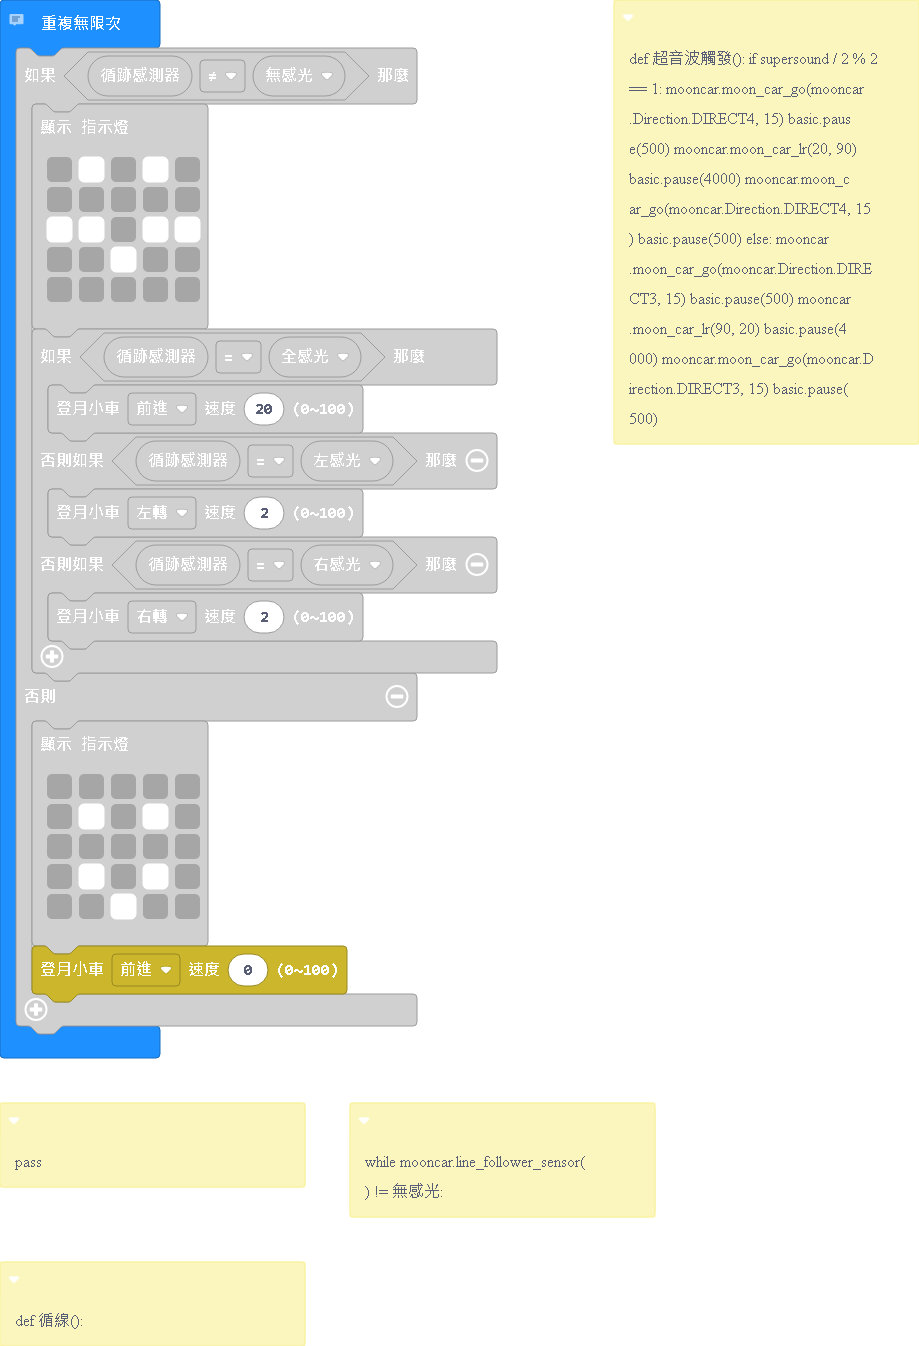 重複無限次
如果 循跡感測器 ≠ 無感光 那麼
顯示 指示燈
如果 循跡感測器 = 全感光 那麼
登月小車 前進 速度 20 (0~100)
否則如果 循跡感測器 = 左感光 那麼
登月小車 左轉 速度 2 (0~100)
否則如果 循跡感測器 = 右感光 那麼
登月小車 右轉 速度 2 (0~100)
否則
顯示 指示燈
登月小車 前進 速度 0 (0~100)
def 超音波觸發(): if supersound / 2 % 2
== 1: mooncar.moon_car_go(mooncar
.Direction.DIRECT4, 15) basic.paus
e(500) mooncar.moon_car_lr(20, 90)
basic.pause(4000) mooncar.moon_c
ar_go(mooncar.Direction.DIRECT4, 15
) basic.pause(500) else: mooncar
.moon_car_go(mooncar.Direction.DIRE
CT3, 15) basic.pause(500) mooncar
.moon_car_lr(90, 20) basic.pause(4
000) mooncar.moon_car_go(mooncar.D
irection.DIRECT3, 15) basic.pause(
500)
pass
while mooncar.line_follower_sensor(
) != 無感光:
def 循線():